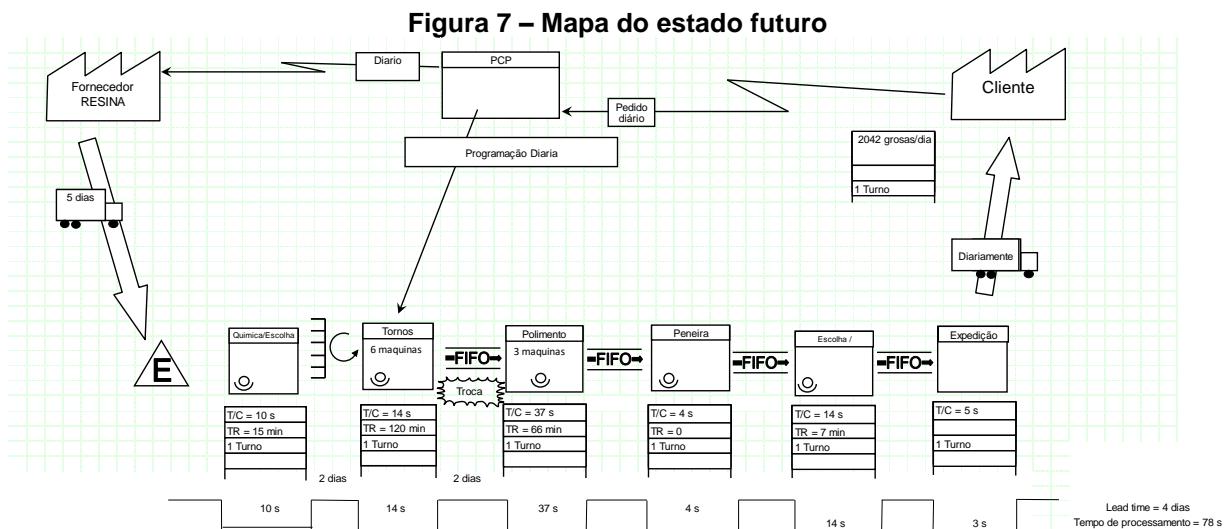 Figura 7 – Mapa do estado futuro
Fornecedor
RESINA
Diario
PCP
Pedido
diário
Cliente
Programação Diaria
2042 grosas/dia
1 Turno
5 dias
Diariamente
E
Quimica/Escolha
Tornos
6 maquinas
FIFO
Troca
Polimento
3 maquinas
FIFO
Peneira
FIFO
Escolha /
FIFO
Expedição
T/C = 10 s
TR = 15 min
1 Turno
T/C = 14 s
TR = 120 min
1 Turno
T/C = 37 s
TR = 66 min
1 Turno
T/C = 4 s
TR = 0
1 Turno
T/C = 14 s
TR = 7 min
1 Turno
T/C = 5 s
1 Turno
2 dias
2 dias
10 s
14 s
37 s
4 s
14 s
3 s
Lead time = 4 dias
Tempo de processamento = 78 s